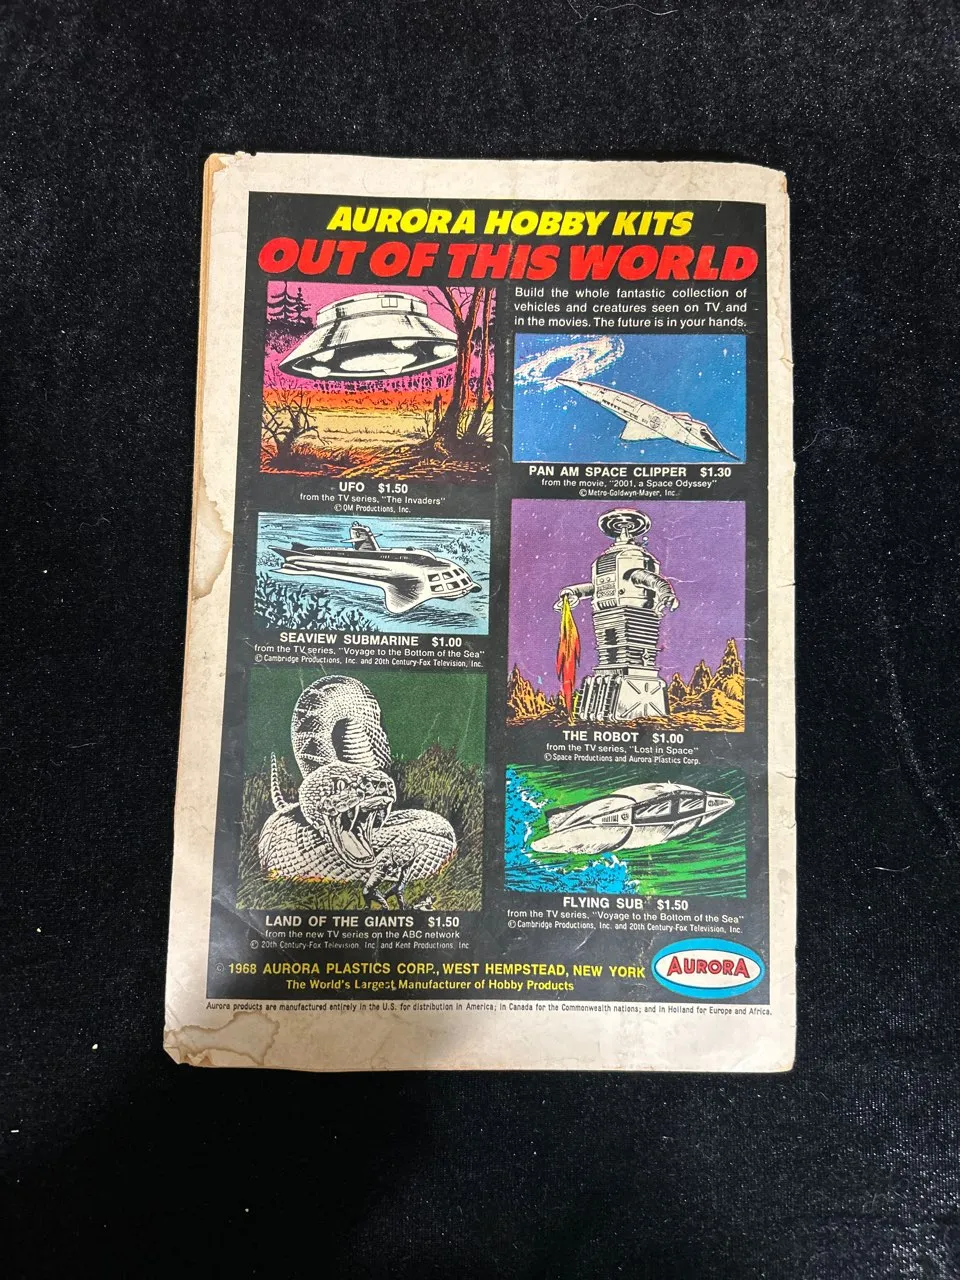 AURORA HOBBY KITS
OUT OF THIS WORLD
Build the whole fantastic collection of
vehicles and creatures seen on TV and
in the movies. The future is in your hands.
UFO $1.50
from the TV series, "The Invaders"
© QM Productions, Inc.
PAN AM SPACE CLIPPER $1.30
from the movie, "2001, a Space Odyssey"
© Metro-Goldwyn-Mayer, Inc.
SEAVIEW SUBMARINE $1.00
from the TV series, "Voyage to the Bottom of the Sea"
© Cambridge Productions, Inc. and 20th Century-Fox Television, Inc.
THE ROBOT $1.00
from the TV series, "Lost in Space"
© Space Productions and Aurora Plastics Corp.
LAND OF THE GIANTS $1.50
from the new TV series on the ABC network
© 20th Century-Fox Television, Inc. and Kent Productions, Inc.
FLYING SUB $1.50
from the TV series, "Voyage to the Bottom of the Sea"
© Cambridge Productions, Inc. and 20th Century-Fox Television, Inc.
© 1968 AURORA PLASTICS CORP., WEST HEMPSTEAD, NEW YORK
The World's Largest Manufacturer of Hobby Products
AURORA
Aurora products are manufactured entirely in the U.S. for distribution in America; in Canada for the Commonwealth nations; and in Holland for Europe and Africa.